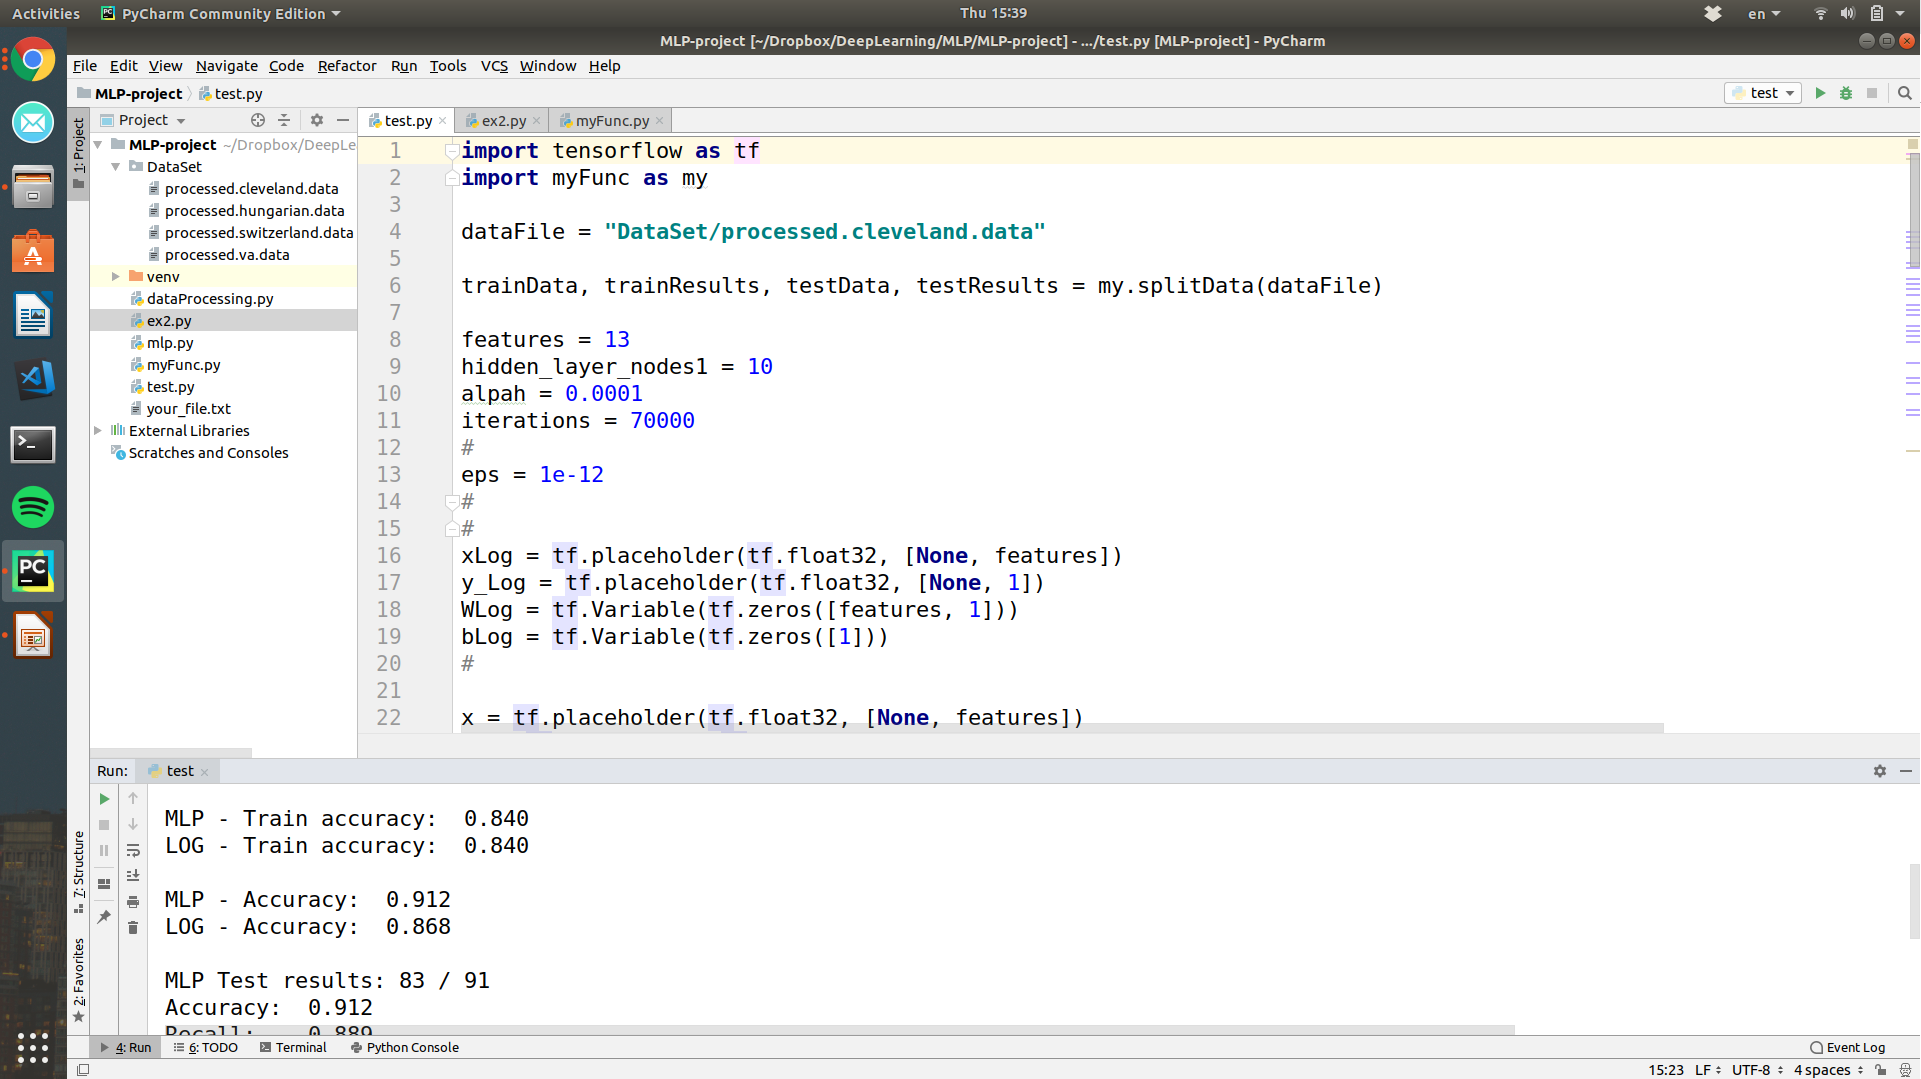 Activities PyCharm Community Edition Thu 15:39 en
MLP-project [~/Dropbox/DeepLearning/MLP/MLP-project] - .../test.py [MLP-project] - PyCharm
File Edit View Navigate Code Refactor Run Tools VCS Window Help
MLP-project test.py test
Project
test.py ex2.py myFunc.py
1: Project
MLP-project ~/Dropbox/DeepLe
DataSet
processed.cleveland.data
processed.hungarian.data
processed.switzerland.data
processed.va.data
venv
dataProcessing.py
ex2.py
mlp.py
myFunc.py
test.py
your_file.txt
External Libraries
Scratches and Consoles
1 import tensorflow as tf
2 import myFunc as my
3
4 dataFile = "DataSet/processed.cleveland.data"
5
6 trainData, trainResults, testData, testResults = my.splitData(dataFile)
7
8 features = 13
9 hidden_layer_nodes1 = 10
10 alpah = 0.0001
11 iterations = 70000
12 #
13 eps = 1e-12
14 #
15 #
16 xLog = tf.placeholder(tf.float32, [None, features])
17 y_Log = tf.placeholder(tf.float32, [None, 1])
18 WLog = tf.Variable(tf.zeros([features, 1]))
19 bLog = tf.Variable(tf.zeros([1]))
20 #
21
22 x = tf.placeholder(tf.float32, [None, features])
Run: test
7: Structure
2: Favorites
MLP - Train accuracy: 0.840
LOG - Train accuracy: 0.840
MLP - Accuracy: 0.912
LOG - Accuracy: 0.868
MLP Test results: 83 / 91
Accuracy: 0.912
Recall: 0.889
4: Run 6: TODO Terminal Python Console Event Log
15:23 LF UTF-8 4 spaces